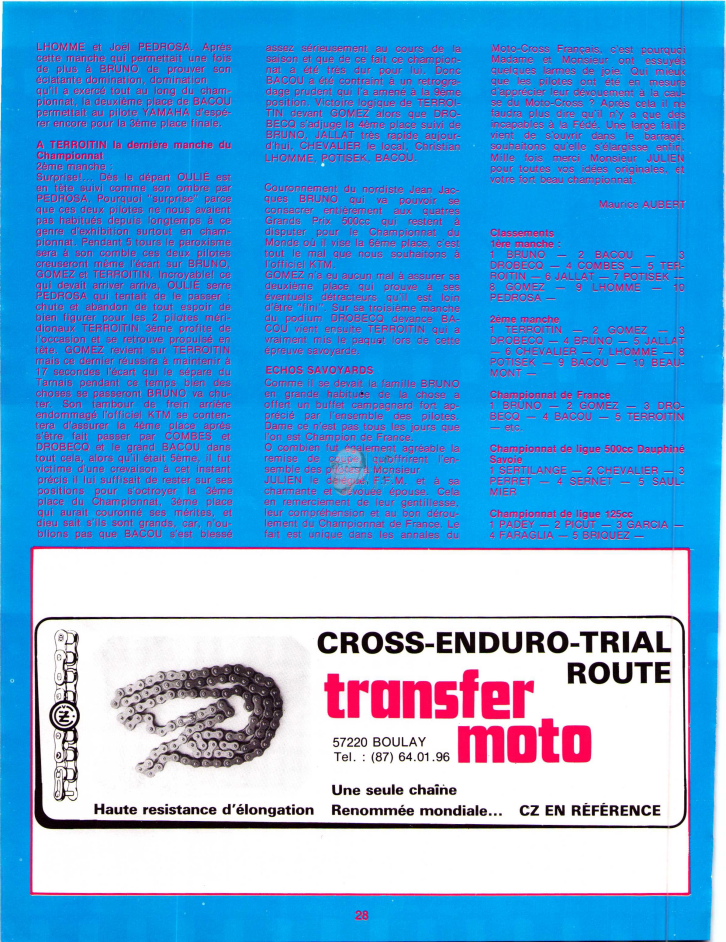 LHOMME et Joël PEDROSA. Après
cette manche qui permettait une fois
de plus à BRUNO de prouver son
éclatante domination, domination
qu'il a exercé tout au long du cham-
pionnat, la deuxième place de BACOU
permettait au pilote YAMAHA d'espé-
rer encore pour la 3ème place finale.
A TERROITIN la dernière manche du
Championnat
2ème manche :
Surprise!... Dès le départ OULIE est
en tête suivi comme son ombre par
PEDROSA. Pourquoi "surprise" parce
que ces deux pilotes ne nous avaient
pas habitués depuis longtemps à ce
genre d'exhibition surtout en cham-
pionnat. Pendant 5 tours le paroxisme
sera à son comble ces deux pilotes
creuseront même l'écart sur BRUNO,
GOMEZ et TERROITIN. Incroyable! ce
qui devait arriver arriva, OULIE serre
PEDROSA qui tentait de le passer :
chute et abandon de tout espoir de
bien figurer pour les 2 pilotes méri-
dionaux TERROITIN 3ème profite de
l'occasion et se retrouve propulsé en
tête. GOMEZ revient sur TERROITIN
mais ce dernier réussira à maintenir à
17 secondes l'écart qui le sépare du
Tarnais pendant ce temps bien des
choses se passeront BRUNO va chu-
ter. Son tambour de frein arrière
endommagé l'officiel KTM se conten-
tera d'assurer la 4ème place après
s'être fait passer par COMBES et
DROBECQ et le grand BACOU dans
tout cela, alors qu'il était 5ème, il fut
victime d'une crevaison à cet instant
précis il lui suffisait de rester sur ses
positions pour s'octroyer la 3ème
place du Championnat. 3ème place
qui aurait couronné ses mérites, et
dieu sait s'ils sont grands, car, n'ou-
blions pas que BACOU s'est blessé
assez sérieusement au cours de la
saison et que de ce fait ce champion-
nat a été très dur pour lui. Donc
BACOU a été contraint à un rétrogra-
dage prudent qui l'a amené à la 9ème
position. Victoire logique de TERROI-
TIN devant GOMEZ alors que DRO-
BECQ s'adjuge la 4ème place suivi de
BRUNO, JALLAT très rapide aujour-
d'hui, CHEVALIER le local, Christian
LHOMME, POTISEK, BACOU.
Couronnement du nordiste Jean Jac-
ques BRUNO qui va pouvoir se
consacrer entièrement aux quatres
Grands Prix 500cc qui restent à
disputer pour le Championnat du
Monde où il vise la 6ème place, c'est
tout le mal que nous souhaitons à
l'officiel KTM.
GOMEZ n'a eu aucun mal à assurer sa
deuxième place qui prouve à ses
éventuels détracteurs qu'il est loin
d'être "fini". Sur sa troisième manche
du podium DROBECQ devance BA-
COU vient ensuite TERROITIN qui a
vraiment mis le paquet lors de cette
épreuve savoyarde.
ECHOS SAVOYARDS
Comme il se devait la famille BRUNO
en grande habituée de la chose a
offert un buffet campagnard fort ap-
précié par l'ensemble des pilotes.
Dame ce n'est pas tous les jours que
l'on est Champion de France.
O combien fut également agréable la
remise de qu'offrirent l'en-
semble des pilotes à Monsieur
JULIEN le délégué F.F.M. et à sa
charmante et dévouée épouse. Cela
en remerciement de leur gentillesse,
leur compréhension et au bon dérou-
lement du Championnat de France. Le
fait est unique dans les annales du
Moto-Cross Français, c'est pourquoi
Madame et Monsieur ont essuyés
quelques larmes de joie. Qui mieux
que les pilotes ont été en mesure
d'apprécier leur dévouement à la cau-
se du Moto-Cross ? Après cela il ne
faudra plus dire qu'il n'y a que des
incapables à la Fédé. Une large faille
vient de s'ouvrir dans le barrage,
souhaitons qu'elle s'élargisse enfin.
Mille fois merci Monsieur JULIEN
pour toutes vos idées originales, et
votre fort beau championnat.
Maurice AUBERT
Classements
1ère manche :
1 BRUNO — 2 BACOU — 3
DROBECQ — 4 COMBES — 5 TER-
ROITIN — 6 JALLAT — 7 POTISEK —
8 GOMEZ — 9 LHOMME — 10
PEDROSA —
2ème manche
1 TERROITIN — 2 GOMEZ — 3
DROBECQ — 4 BRUNO — 5 JALLAT
— 6 CHEVALIER — 7 LHOMME — 8
POTISEK — 9 BACOU — 10 BEAU-
MONT —
Championnat de France
1 BRUNO — 2 GOMEZ — 3 DRO-
BECQ — 4 BACOU — 5 TERROITIN
— etc.
Championnat de ligue 500cc Dauphiné
Savoie
1 SERTILANGE — 2 CHEVALIER — 3
PERRET — 4 SERNET — 5 SAUL-
MIER
Championnat de ligue 125cc
1 PADEY — 2 PICUT — 3 GARCIA —
4 FARAGLIA — 5 BRIQUEZ —
CROSS-ENDURO-TRIAL
ROUTE
transfer
moto
57220 BOULAY
Tel. : (87) 64.01.96
Une seule chaîne
Haute resistance d'élongation
Renommée mondiale... CZ EN RÉFÉRENCE
28